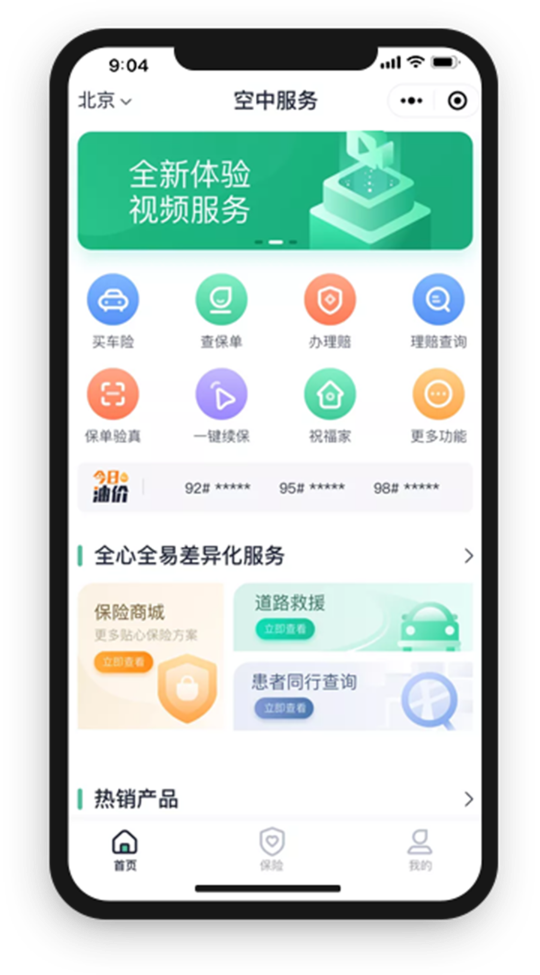 9:04
北京
空中服务
全新体验
视频服务
买车险
查保单
办理赔
理赔查询
保单验真
一键续保
祝福家
更多功能
今日
油价
92# *****
95# *****
98# *****
全心全易差异化服务
保险商城
更多贴心保险方案
立即查看
道路救援
立即查看
患者同行查询
立即查看
热销产品
首页
保险
我的